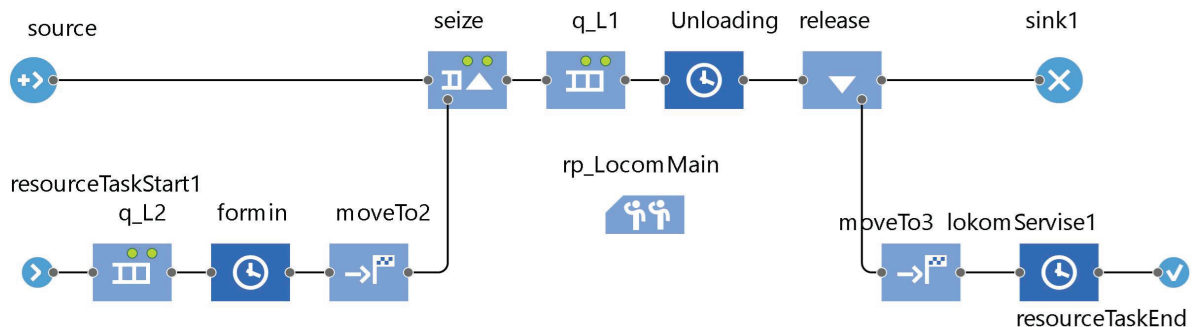 source
seize
q_L1
Unloading
release
sink1
rp_LocomMain
resourceTaskStart1
q_L2
formin
moveTo2
moveTo3
lokomServise1
resourceTaskEnd